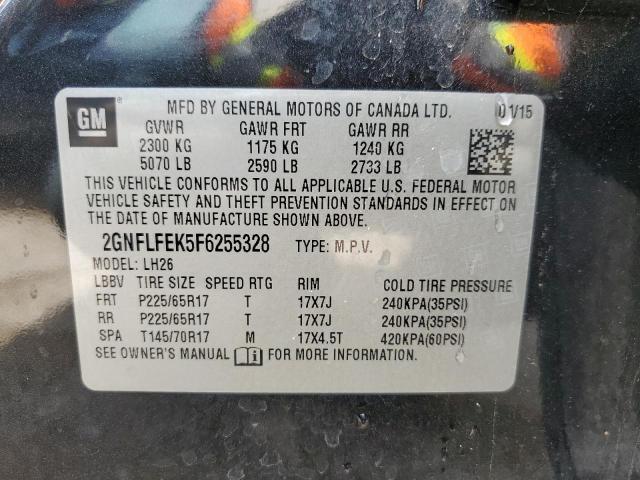 GM ® MFD BY GENERAL MOTORS OF CANADA LTD. 01/15
GVWR GAWR FRT GAWR RR
2300 KG 1175 KG 1240 KG
5070 LB 2590 LB 2733 LB
THIS VEHICLE CONFORMS TO ALL APPLICABLE U.S. FEDERAL MOTOR
VEHICLE SAFETY AND THEFT PREVENTION STANDARDS IN EFFECT ON
THE DATE OF MANUFACTURE SHOWN ABOVE.
2GNFLFEK5F6255328 TYPE: M.P.V.
MODEL: LH26
LBBV TIRE SIZE SPEED RTG RIM COLD TIRE PRESSURE
FRT P225/65R17 T 17X7J 240KPA(35PSI)
RR P225/65R17 T 17X7J 240KPA(35PSI)
SPA T145/70R17 M 17X4.5T 420KPA(60PSI)
SEE OWNER'S MANUAL FOR MORE INFORMATION.